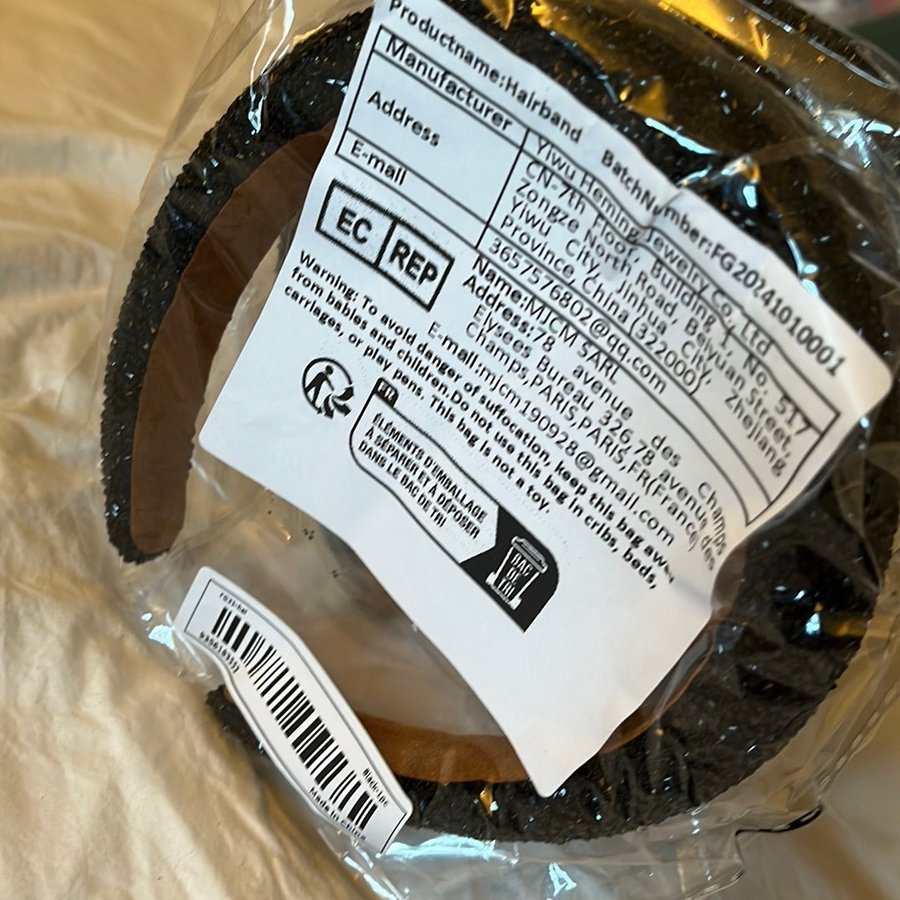 Productname:Hairband BatchNumber:FG20241010001
Manufacturer Yiwu Heming Jewelry Co., Ltd
Address CN-7th Floor, Building 1, No. 517
Zongze North Road, Beiyuan Street,
Yiwu City, Jinhua City, Zhejiang
Province, China (322000)
E-mail 3657576802@qq.com
EC REP
Name:MJCM SARL
Address:78 avenue des Champs
Elysees Bureau 326,78 avenue des
Champs,PARIS,PARIS,FR(France)
E-mail:mjcm190928@gmail.com
Warning: To avoid danger of suffocation, keep this bag away
from babies and children.Do not use this bag in cribs, beds,
carriages, or play pens. This bag is not a toy.
FR
ÉLÉMENTS D'EMBALLAGE
À SÉPARER ET À DÉPOSER
DANS LE BAC DE TRI
BAC
DE
TRI
Made In China